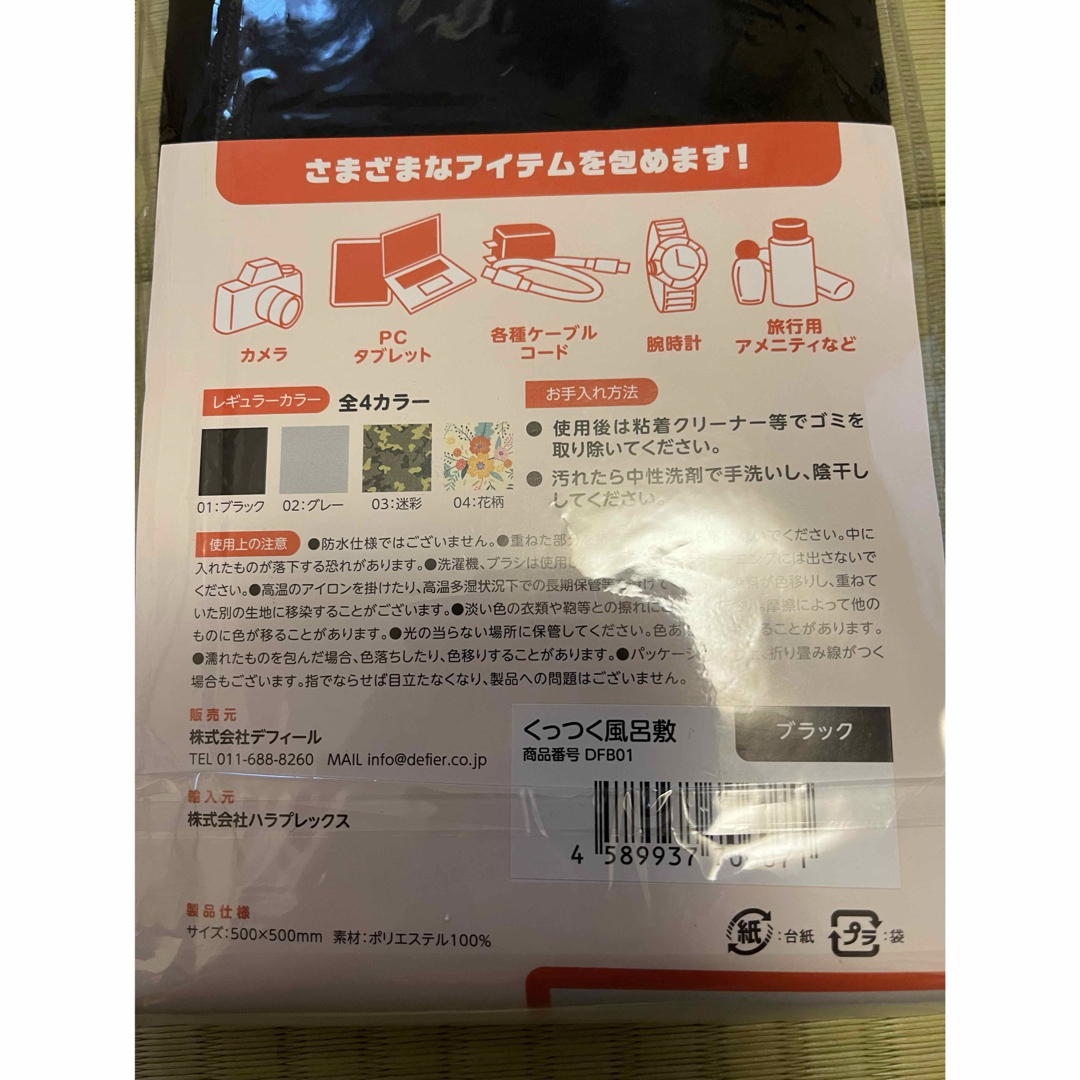 さまざまなアイテムを包めます!
カメラ
PC
タブレット
各種ケーブル
コード
腕時計
旅行用
アメニティなど
レギュラーカラー 全4カラー
01:ブラック 02:グレー 03:迷彩 04:花柄
お手入れ方法
● 使用後は粘着クリーナー等でゴミを
取り除いてください。
● 汚れたら中性洗剤で手洗いし、陰干し
してください。
使用上の注意 ●防水仕様ではございません。●重ねた部分 でください。中に
入れたものが落下する恐れがあります。●洗濯機、ブラシは使用 には出さないで
ください。●高温のアイロンを掛けたり、高温多湿状況下での長期保管等 が色移りし、重ねて
いた別の生地に移染することがございます。●淡い色の衣類や鞄等との擦れに 摩擦によって他の
ものに色が移ることがあります。●光の当らない場所に保管してください。色あ ことがあります。
●濡れたものを包んだ場合、色落ちしたり、色移りすることがあります。●パッケージ 折り畳み線がつく
場合もございます。指でならせば目立たなくなり、製品への問題はございません。
販売元
株式会社デフィール
TEL 011-688-8260 MAIL info@defier.co.jp
輸入元
株式会社ハラプレックス
くっつく風呂敷
商品番号 DFB01
ブラック
4 589937
製品仕様
サイズ:500×500mm 素材:ポリエステル100%
紙:台紙 プラ:袋